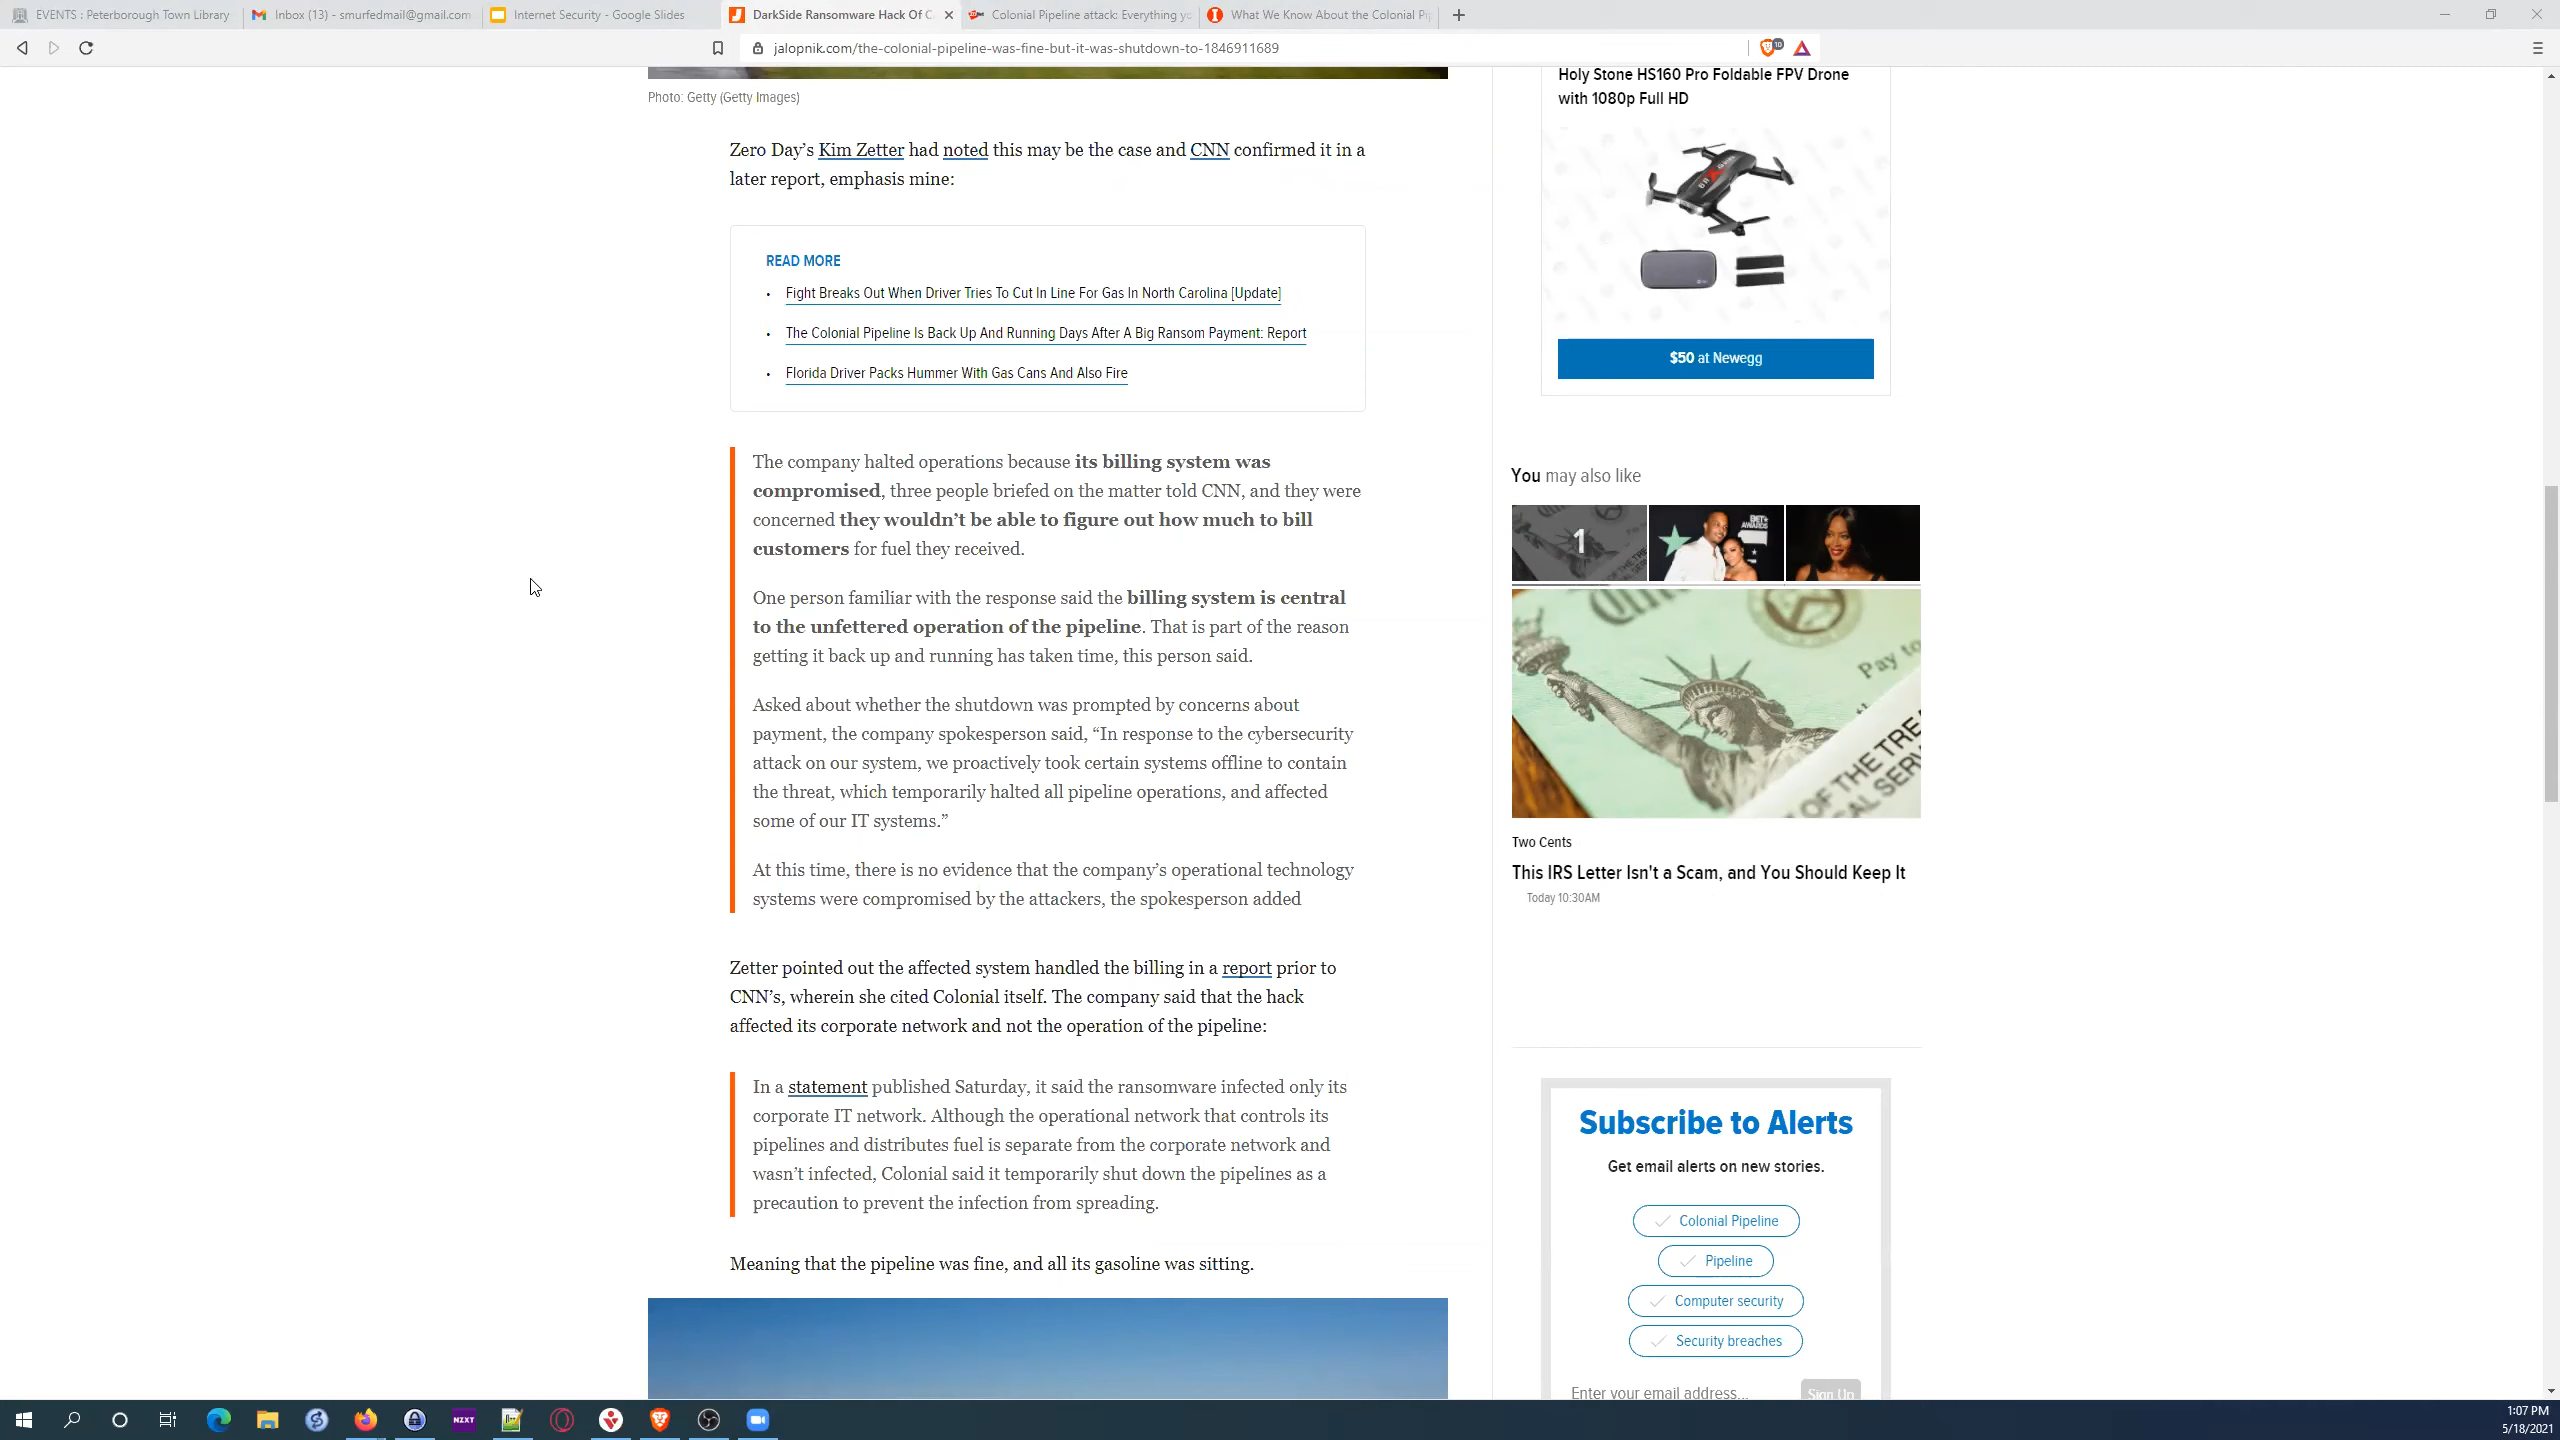 EVENTS : Peterborough Town Library
Inbox (13) - smurfedmail@gmail.com
Internet Security - Google Slides
DarkSide Ransomware Hack Of C
Colonial Pipeline attack: Everything yo
What We Know About the Colonial Pi
jalopnik.com/the-colonial-pipeline-was-fine-but-it-was-shutdown-to-1846911689
Photo: Getty (Getty Images)
Zero Day’s Kim Zetter had noted this may be the case and CNN confirmed it in a
later report, emphasis mine:
READ MORE
• Fight Breaks Out When Driver Tries To Cut In Line For Gas In North Carolina [Update]
• The Colonial Pipeline Is Back Up And Running Days After A Big Ransom Payment: Report
• Florida Driver Packs Hummer With Gas Cans And Also Fire
The company halted operations because its billing system was
compromised, three people briefed on the matter told CNN, and they were
concerned they wouldn’t be able to figure out how much to bill
customers for fuel they received.
One person familiar with the response said the billing system is central
to the unfettered operation of the pipeline. That is part of the reason
getting it back up and running has taken time, this person said.
Asked about whether the shutdown was prompted by concerns about
payment, the company spokesperson said, “In response to the cybersecurity
attack on our system, we proactively took certain systems offline to contain
the threat, which temporarily halted all pipeline operations, and affected
some of our IT systems.”
At this time, there is no evidence that the company’s operational technology
systems were compromised by the attackers, the spokesperson added
Zetter pointed out the affected system handled the billing in a report prior to
CNN’s, wherein she cited Colonial itself. The company said that the hack
affected its corporate network and not the operation of the pipeline:
In a statement published Saturday, it said the ransomware infected only its
corporate IT network. Although the operational network that controls its
pipelines and distributes fuel is separate from the corporate network and
wasn’t infected, Colonial said it temporarily shut down the pipelines as a
precaution to prevent the infection from spreading.
Meaning that the pipeline was fine, and all its gasoline was sitting.
Holy Stone HS160 Pro Foldable FPV Drone
with 1080p Full HD
$50 at Newegg
You may also like
1
BET
AWARDS
Pay to
OF THE TRE
AL SER
Two Cents
This IRS Letter Isn't a Scam, and You Should Keep It
Today 10:30AM
Subscribe to Alerts
Get email alerts on new stories.
Colonial Pipeline
Pipeline
Computer security
Security breaches
Enter your email address...
Sign Up
NZXT
1:07 PM
5/18/2021